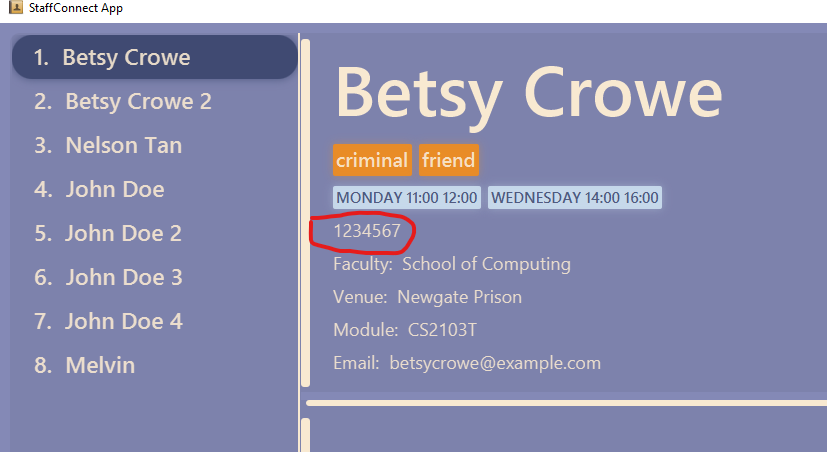 StaffConnect App
1. Betsy Crowe
2. Betsy Crowe 2
3. Nelson Tan
4. John Doe
5. John Doe 2
6. John Doe 3
7. John Doe 4
8. Melvin
Betsy Crowe
criminal friend
MONDAY 11:00 12:00 WEDNESDAY 14:00 16:00
1234567
Faculty: School of Computing
Venue: Newgate Prison
Module: CS2103T
Email: betsycrowe@example.com